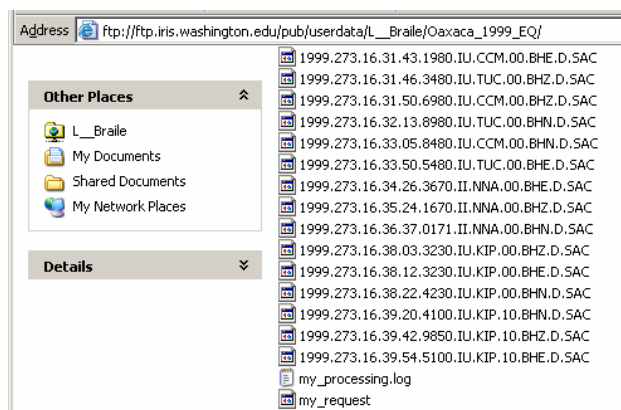 Address ftp://ftp.iris.washington.edu/pub/userdata/L__Braile/Oaxaca_1999_EQ/
Other Places
L__Braile
My Documents
Shared Documents
My Network Places
Details
1999.273.16.31.43.1980.IU.CCM.00.BHE.D.SAC
1999.273.16.31.46.3480.IU.TUC.00.BHZ.D.SAC
1999.273.16.31.50.6980.IU.CCM.00.BHZ.D.SAC
1999.273.16.32.13.8980.IU.TUC.00.BHN.D.SAC
1999.273.16.33.05.8480.IU.CCM.00.BHN.D.SAC
1999.273.16.33.50.5480.IU.TUC.00.BHE.D.SAC
1999.273.16.34.26.3670.II.NNA.00.BHE.D.SAC
1999.273.16.35.24.1670.II.NNA.00.BHZ.D.SAC
1999.273.16.36.37.0171.II.NNA.00.BHN.D.SAC
1999.273.16.38.03.3230.IU.KIP.00.BHZ.D.SAC
1999.273.16.38.12.3230.IU.KIP.00.BHE.D.SAC
1999.273.16.38.22.4230.IU.KIP.00.BHN.D.SAC
1999.273.16.39.20.4100.IU.KIP.10.BHN.D.SAC
1999.273.16.39.42.9850.IU.KIP.10.BHZ.D.SAC
1999.273.16.39.54.5100.IU.KIP.10.BHE.D.SAC
my_processing.log
my_request